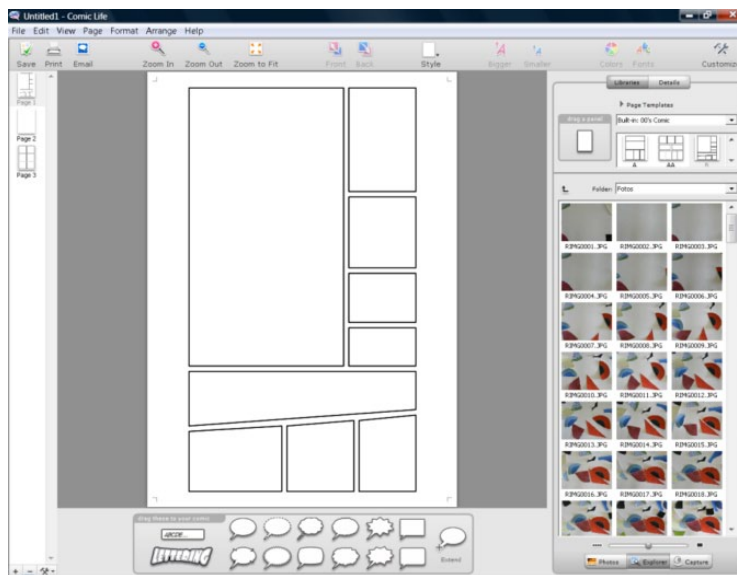 Untitled1 - Comic Life
File Edit View Page Format Arrange Help
Save Print Email Zoom In Zoom Out Zoom to Fit Front Back Style Bigger Smaller Colors Fonts Customize
Page 1
Page 2
Page 3
Libraries Details
Page Templates
drag a panel
Built-in: 00's Comic
A AA
Folder: Fotos
RIMG0001.JPG RIMG0002.JPG RIMG0003.JPG
RIMG0004.JPG RIMG0005.JPG RIMG0006.JPG
RIMG0007.JPG RIMG0008.JPG RIMG0009.JPG
RIMG0010.JPG RIMG0011.JPG RIMG0012.JPG
RIMG0013.JPG RIMG0014.JPG RIMG0015.JPG
RIMG0016.JPG RIMG0017.JPG RIMG0018.JPG
drag these to your comic
ABCDE...
LETTERING
Extend
Photos Explorer Capture